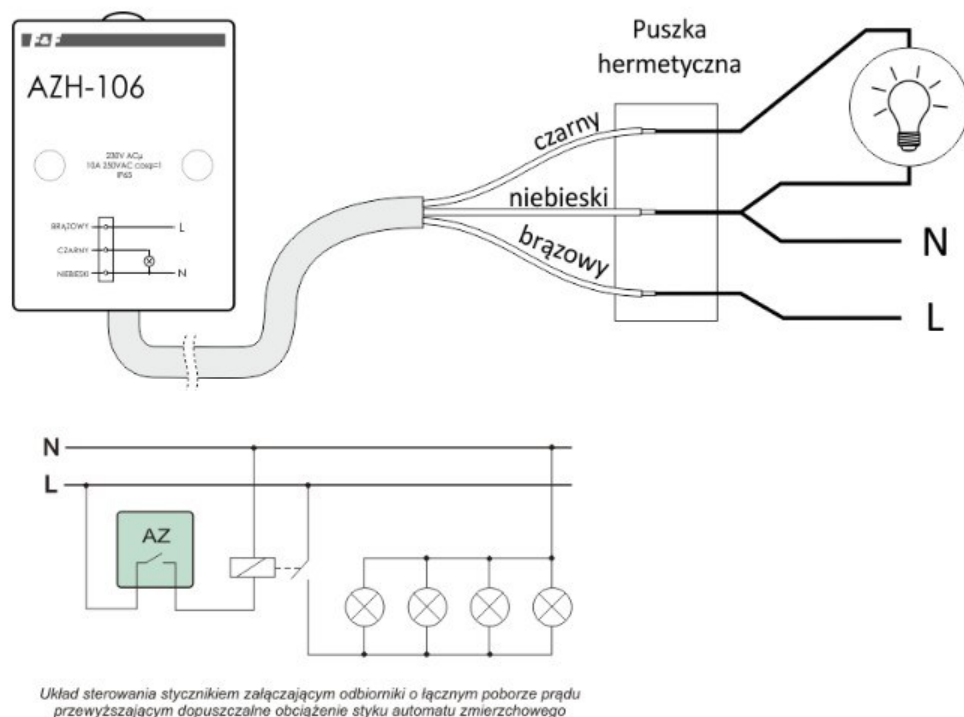 F&F
AZH-106
230V ACµ
10A 250VAC cosφ=1
IP65
BRĄZOWY
L
CZARNY
NIEBIESKI
N
Puszka
hermetyczna
czarny
niebieski
brązowy
N
L
N
L
AZ
Układ sterowania stycznikiem załączającym odbiorniki o łącznym poborze prądu
przewyższającym dopuszczalne obciążenie styku automatu zmierzchowego